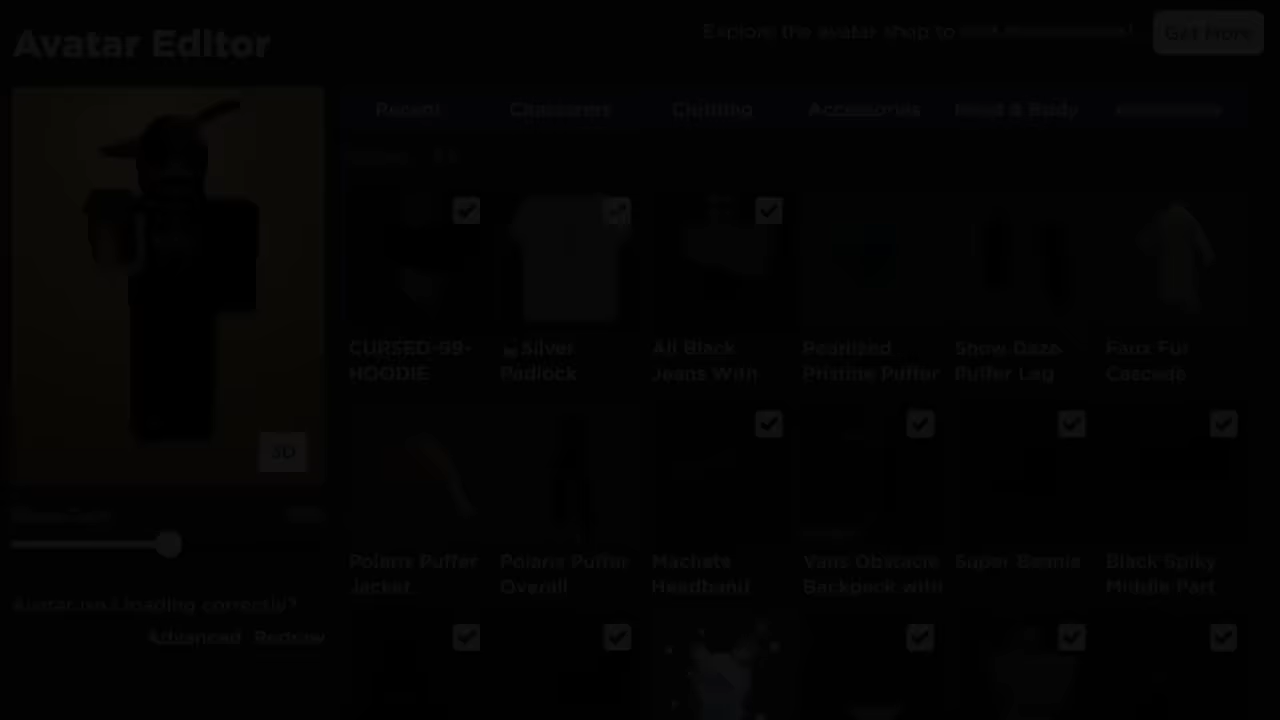 Avatar Editor
Explore the avatar shop to
Get More
Recent
Characters
Clothing
Accessories
Head & Body
CURSED-99-
HOODIE
Silver
Padlock
All Black
Jeans With
Pearlized
Pristine Puffer
Snow Daze
Puffer Leg
Faux Fur
Cascade
3D
Polaris Puffer
Jacket
Polaris Puffer
Overall
Machete
Headband
Vans Obstacle
Backpack with
Super Beanie
Black Spiky
Middle Part
Avatar not loading correctly?
Advanced
Redraw